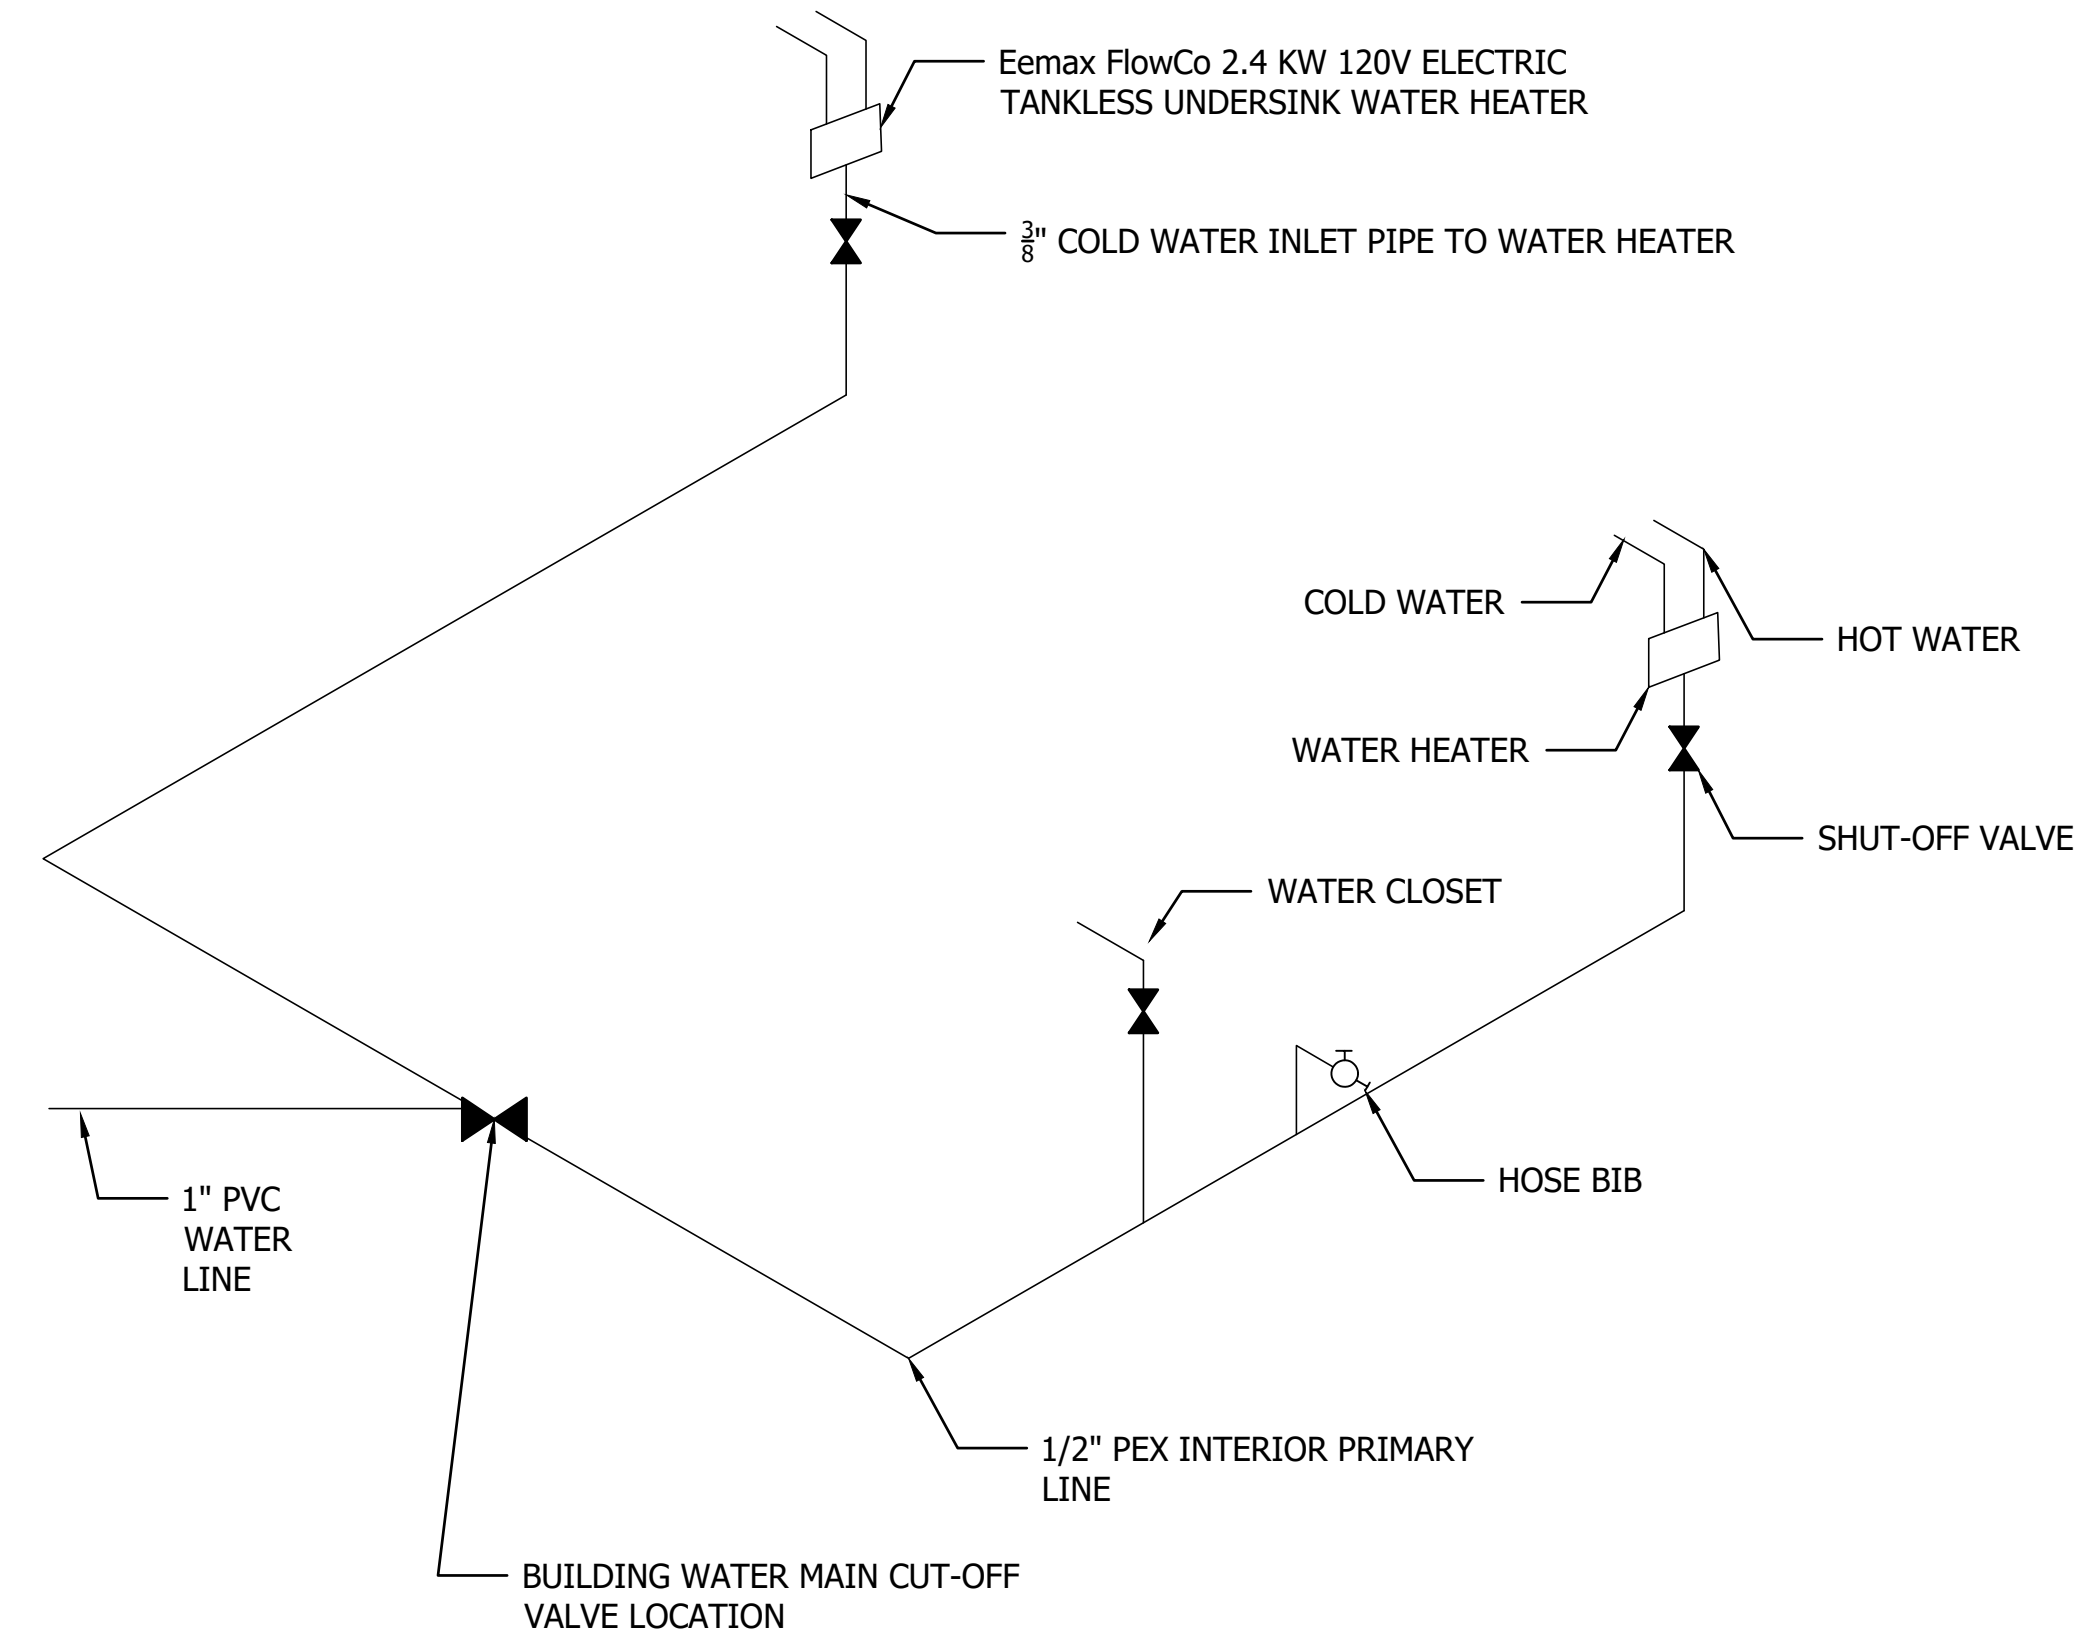 Eemax FlowCo 2.4 KW 120V ELECTRIC
TANKLESS UNDERSINK WATER HEATER
3/8" COLD WATER INLET PIPE TO WATER HEATER
COLD WATER
HOT WATER
WATER HEATER
SHUT-OFF VALVE
WATER CLOSET
HOSE BIB
1" PVC
WATER
LINE
1/2" PEX INTERIOR PRIMARY
LINE
BUILDING WATER MAIN CUT-OFF
VALVE LOCATION